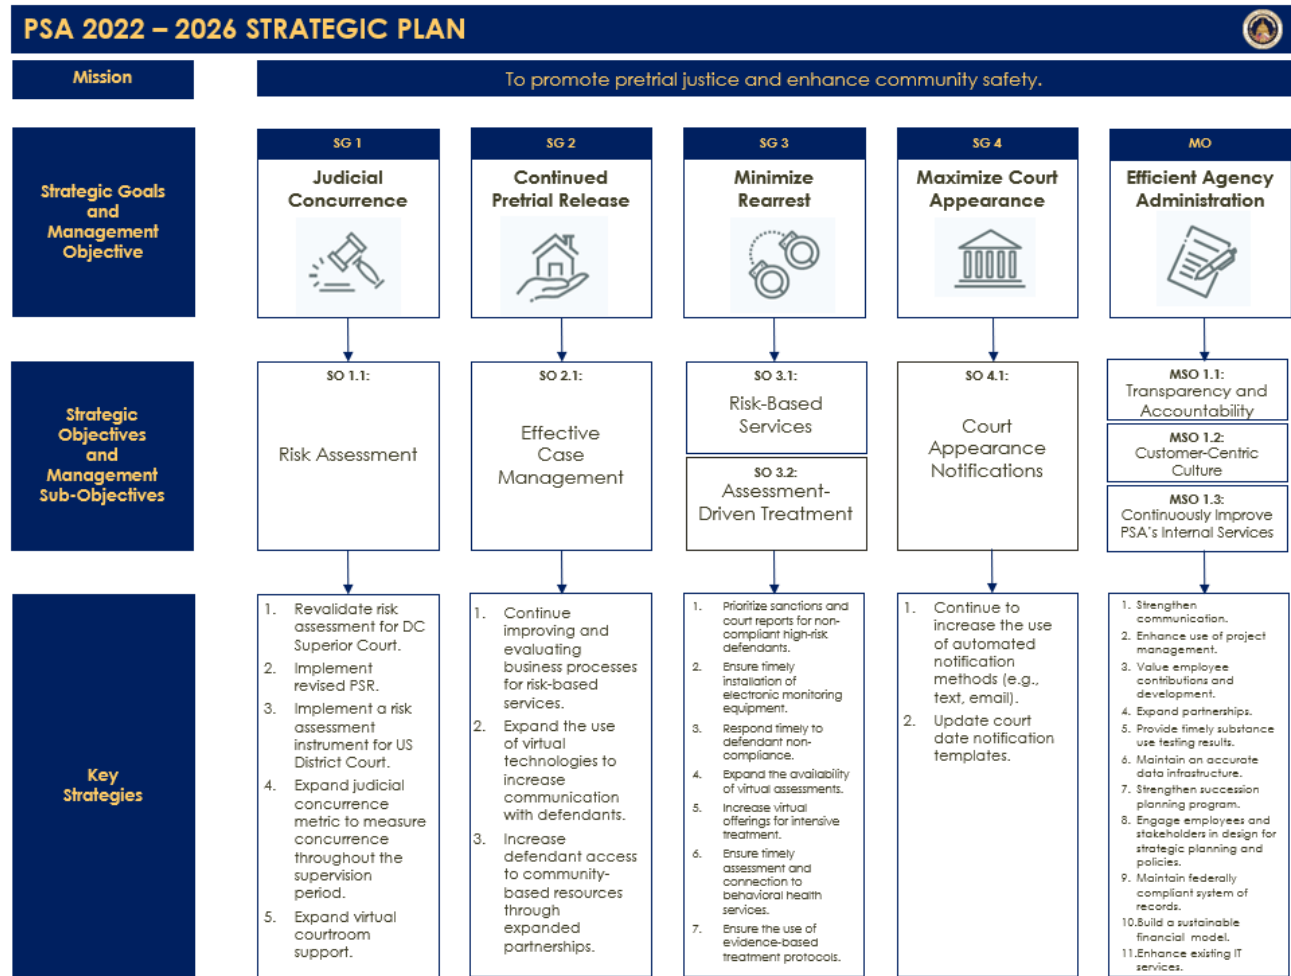 PSA 2022 – 2026 STRATEGIC PLAN
Mission
To promote pretrial justice and enhance community safety.
Strategic Goals
and
Management
Objective
SG 1
Judicial
Concurrence
SG 2
Continued
Pretrial Release
SG 3
Minimize
Rearrest
SG 4
Maximize Court
Appearance
MO
Efficient Agency
Administration
Strategic
Objectives
and
Management
Sub-Objectives
SO 1.1:
Risk Assessment
SO 2.1:
Effective
Case
Management
SO 3.1:
Risk-Based
Services
SO 3.2:
Assessment-
Driven Treatment
SO 4.1:
Court
Appearance
Notifications
MSO 1.1:
Transparency and
Accountability
MSO 1.2:
Customer-Centric
Culture
MSO 1.3:
Continuously Improve
PSA's Internal Services
Key
Strategies
1. Revalidate risk
assessment for DC
Superior Court.
2. Implement
revised PSR.
3. Implement a risk
assessment
instrument for US
District Court.
4. Expand judicial
concurrence
metric to measure
concurrence
throughout the
supervision
period.
5. Expand virtual
courtroom
support.
1. Continue
improving and
evaluating
business processes
for risk-based
services.
2. Expand the use
of virtual
technologies to
increase
communication
with defendants.
3. Increase
defendant access
to community-
based resources
through
expanded
partnerships.
1. Prioritize sanctions and
court reports for non-
compliant high-risk
defendants.
2. Ensure timely
installation of
electronic monitoring
equipment.
3. Respond timely to
defendant non-
compliance.
4. Expand the availability
of virtual assessments.
5. Increase virtual
offerings for intensive
treatment.
6. Ensure timely
assessment and
connection to
behavioral health
services.
7. Ensure the use of
evidence-based
treatment protocols.
1. Continue to
increase the use
of automated
notification
methods (e.g.,
text, email).
2. Update court
date notification
templates.
1. Strengthen
communication.
2. Enhance use of project
management.
3. Value employee
contributions and
development.
4. Expand partnerships.
5. Provide timely substance
use testing results.
6. Maintain an accurate
data infrastructure.
7. Strengthen succession
planning program.
8. Engage employees and
stakeholders in design for
strategic planning and
policies.
9. Maintain federally
compliant system of
records.
10.Build a sustainable
financial model.
11.Enhance existing IT
services.